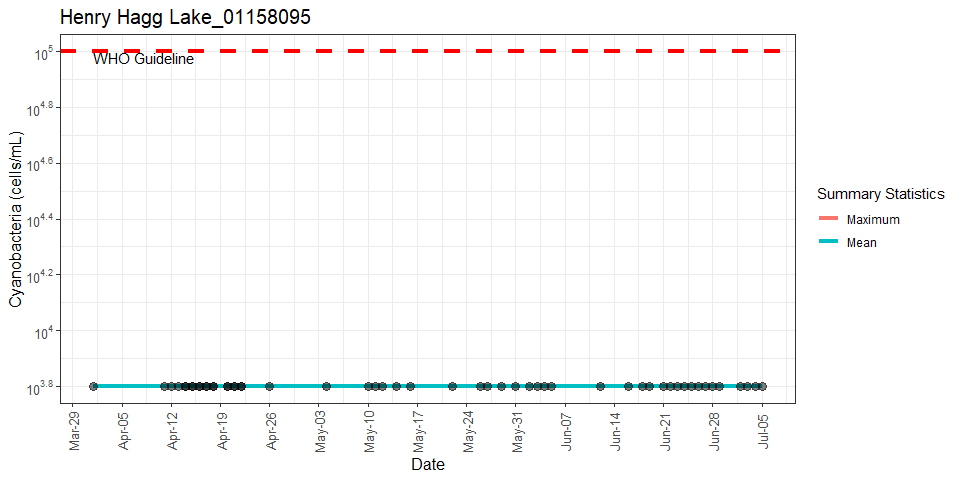 Henry Hagg Lake_01158095
Cyanobacteria (cells/mL)
10^5
10^4.8
10^4.6
10^4.4
10^4.2
10^4
10^3.8
WHO Guideline
Mar-29
Apr-05
Apr-12
Apr-19
Apr-26
May-03
May-10
May-17
May-24
May-31
Jun-07
Jun-14
Jun-21
Jun-28
Jul-05
Date
Summary Statistics
Maximum
Mean